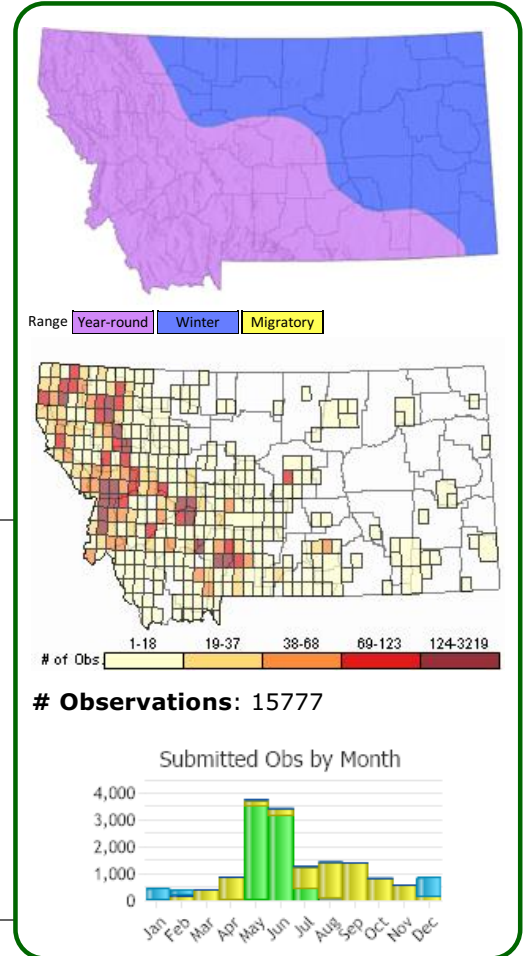 Range Year-round Winter Migratory
1-18 19-37 38-68 69-123 124-3219
# of Obs.
# Observations: 15777
Submitted Obs by Month
4,000
3,000
2,000
1,000
0
Jan Feb Mar Apr May Jun Jul Aug Sep Oct Nov Dec